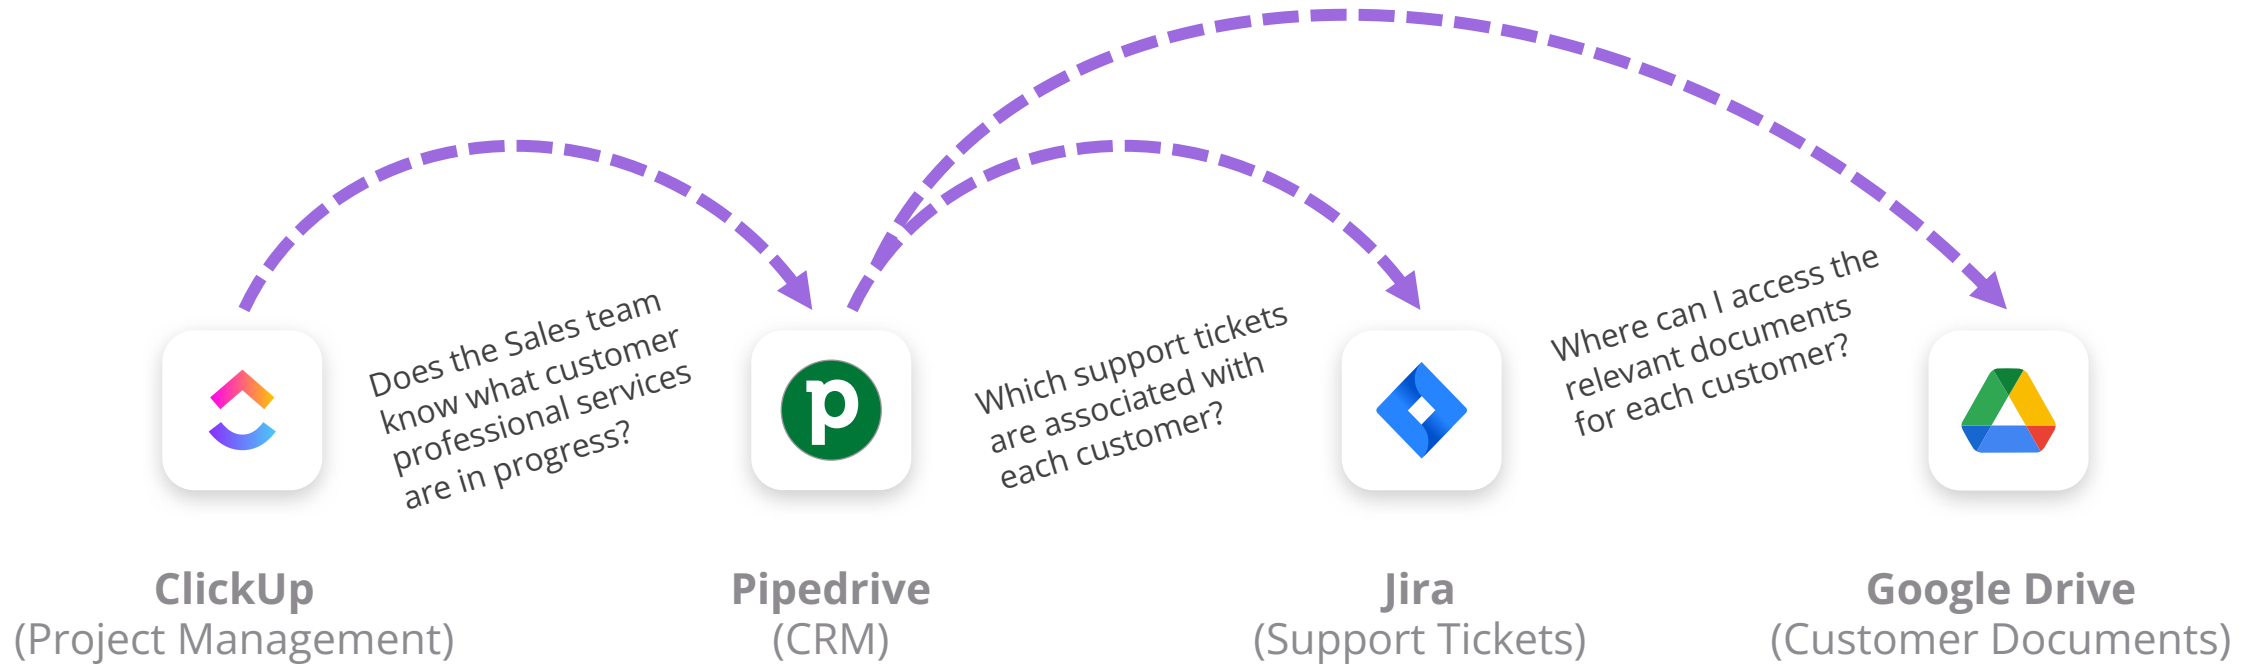 Does the Sales team
know what customer
professional services
are in progress?
Which support tickets
are associated with
each customer?
Where can I access the
relevant documents
for each customer?
p
ClickUp
(Project Management)
Pipedrive
(CRM)
Jira
(Support Tickets)
Google Drive
(Customer Documents)